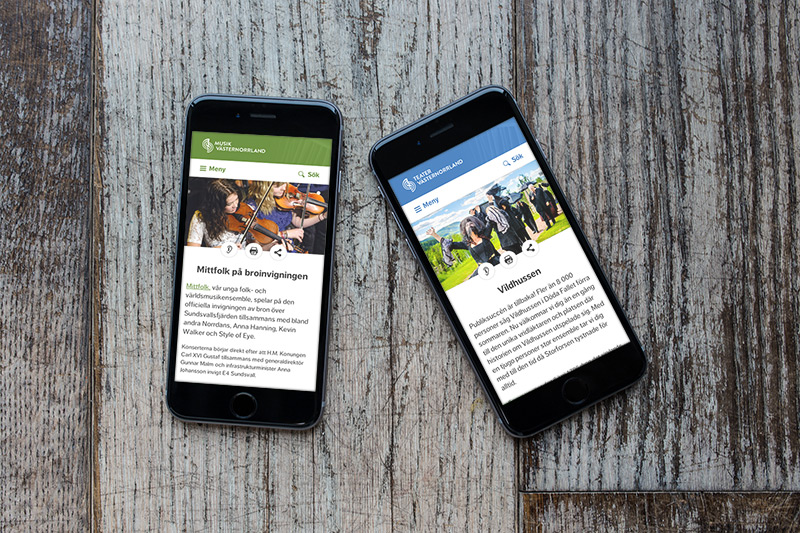 MUSIK
VÄSTERNORRLAND
Meny
Sök
Mittfolk på broinvigningen
Mittfolk, vår unga folk- och
världsmusikensemble, spelar på den
officiella invigningen av bron över
Sundsvallsfjärden tillsammans med bland
andra Norrdans, Anna Hanning, Kevin
Walker och Style of Eye.
Konserterna börjar direkt efter att H.M. Konungen
Carl XVI Gustaf tillsammans med generaldirektör
Gunnar Malm och infrastrukturminister Anna
Johansson invigt E4 Sundsvall.
TEATER
VÄSTERNORRLAND
Meny
Sök
Vildhussen
Publiksuccén är tillbaka! Fler än 8 000
personer såg Vildhussen i Döda Fallet förra
sommaren. Nu välkomnar vi dig än en gång
till den unika vridläktaren och platsen där
historien om Vildhussen utspelade sig. Med
en tjugo personer stor ensemble tar vi dig
med till den tid då Storforsen tystnade för
alltid.